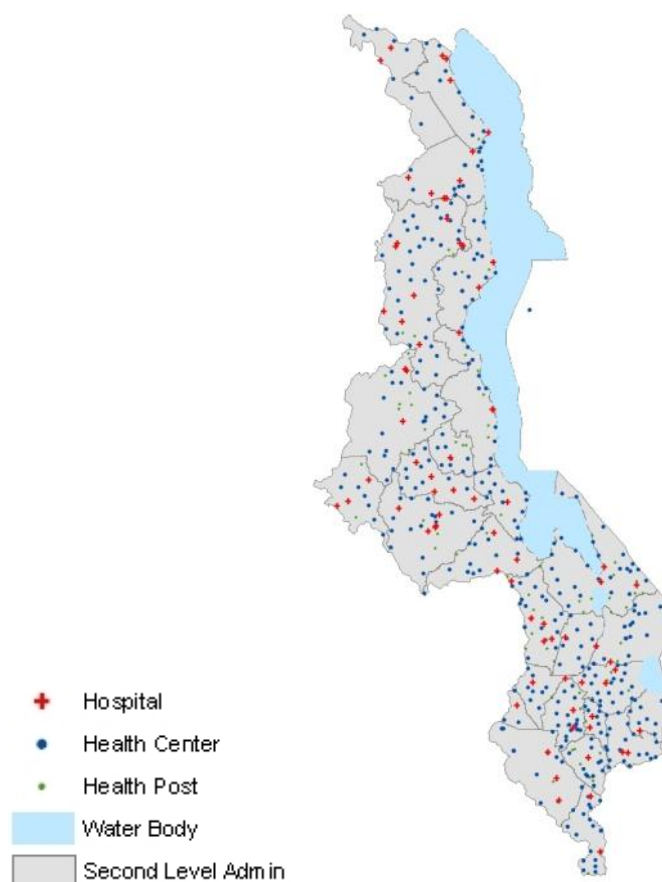 Hospital
Health Center
Health Post
Water Body
Second Level Admin